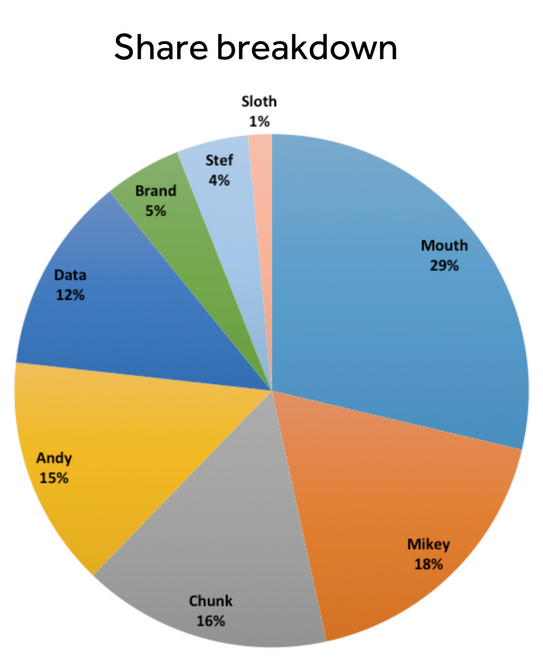 Share breakdown
Sloth
1%
Mouth
29%
Mikey
18%
Chunk
16%
Andy
15%
Data
12%
Brand
5%
Stef
4%